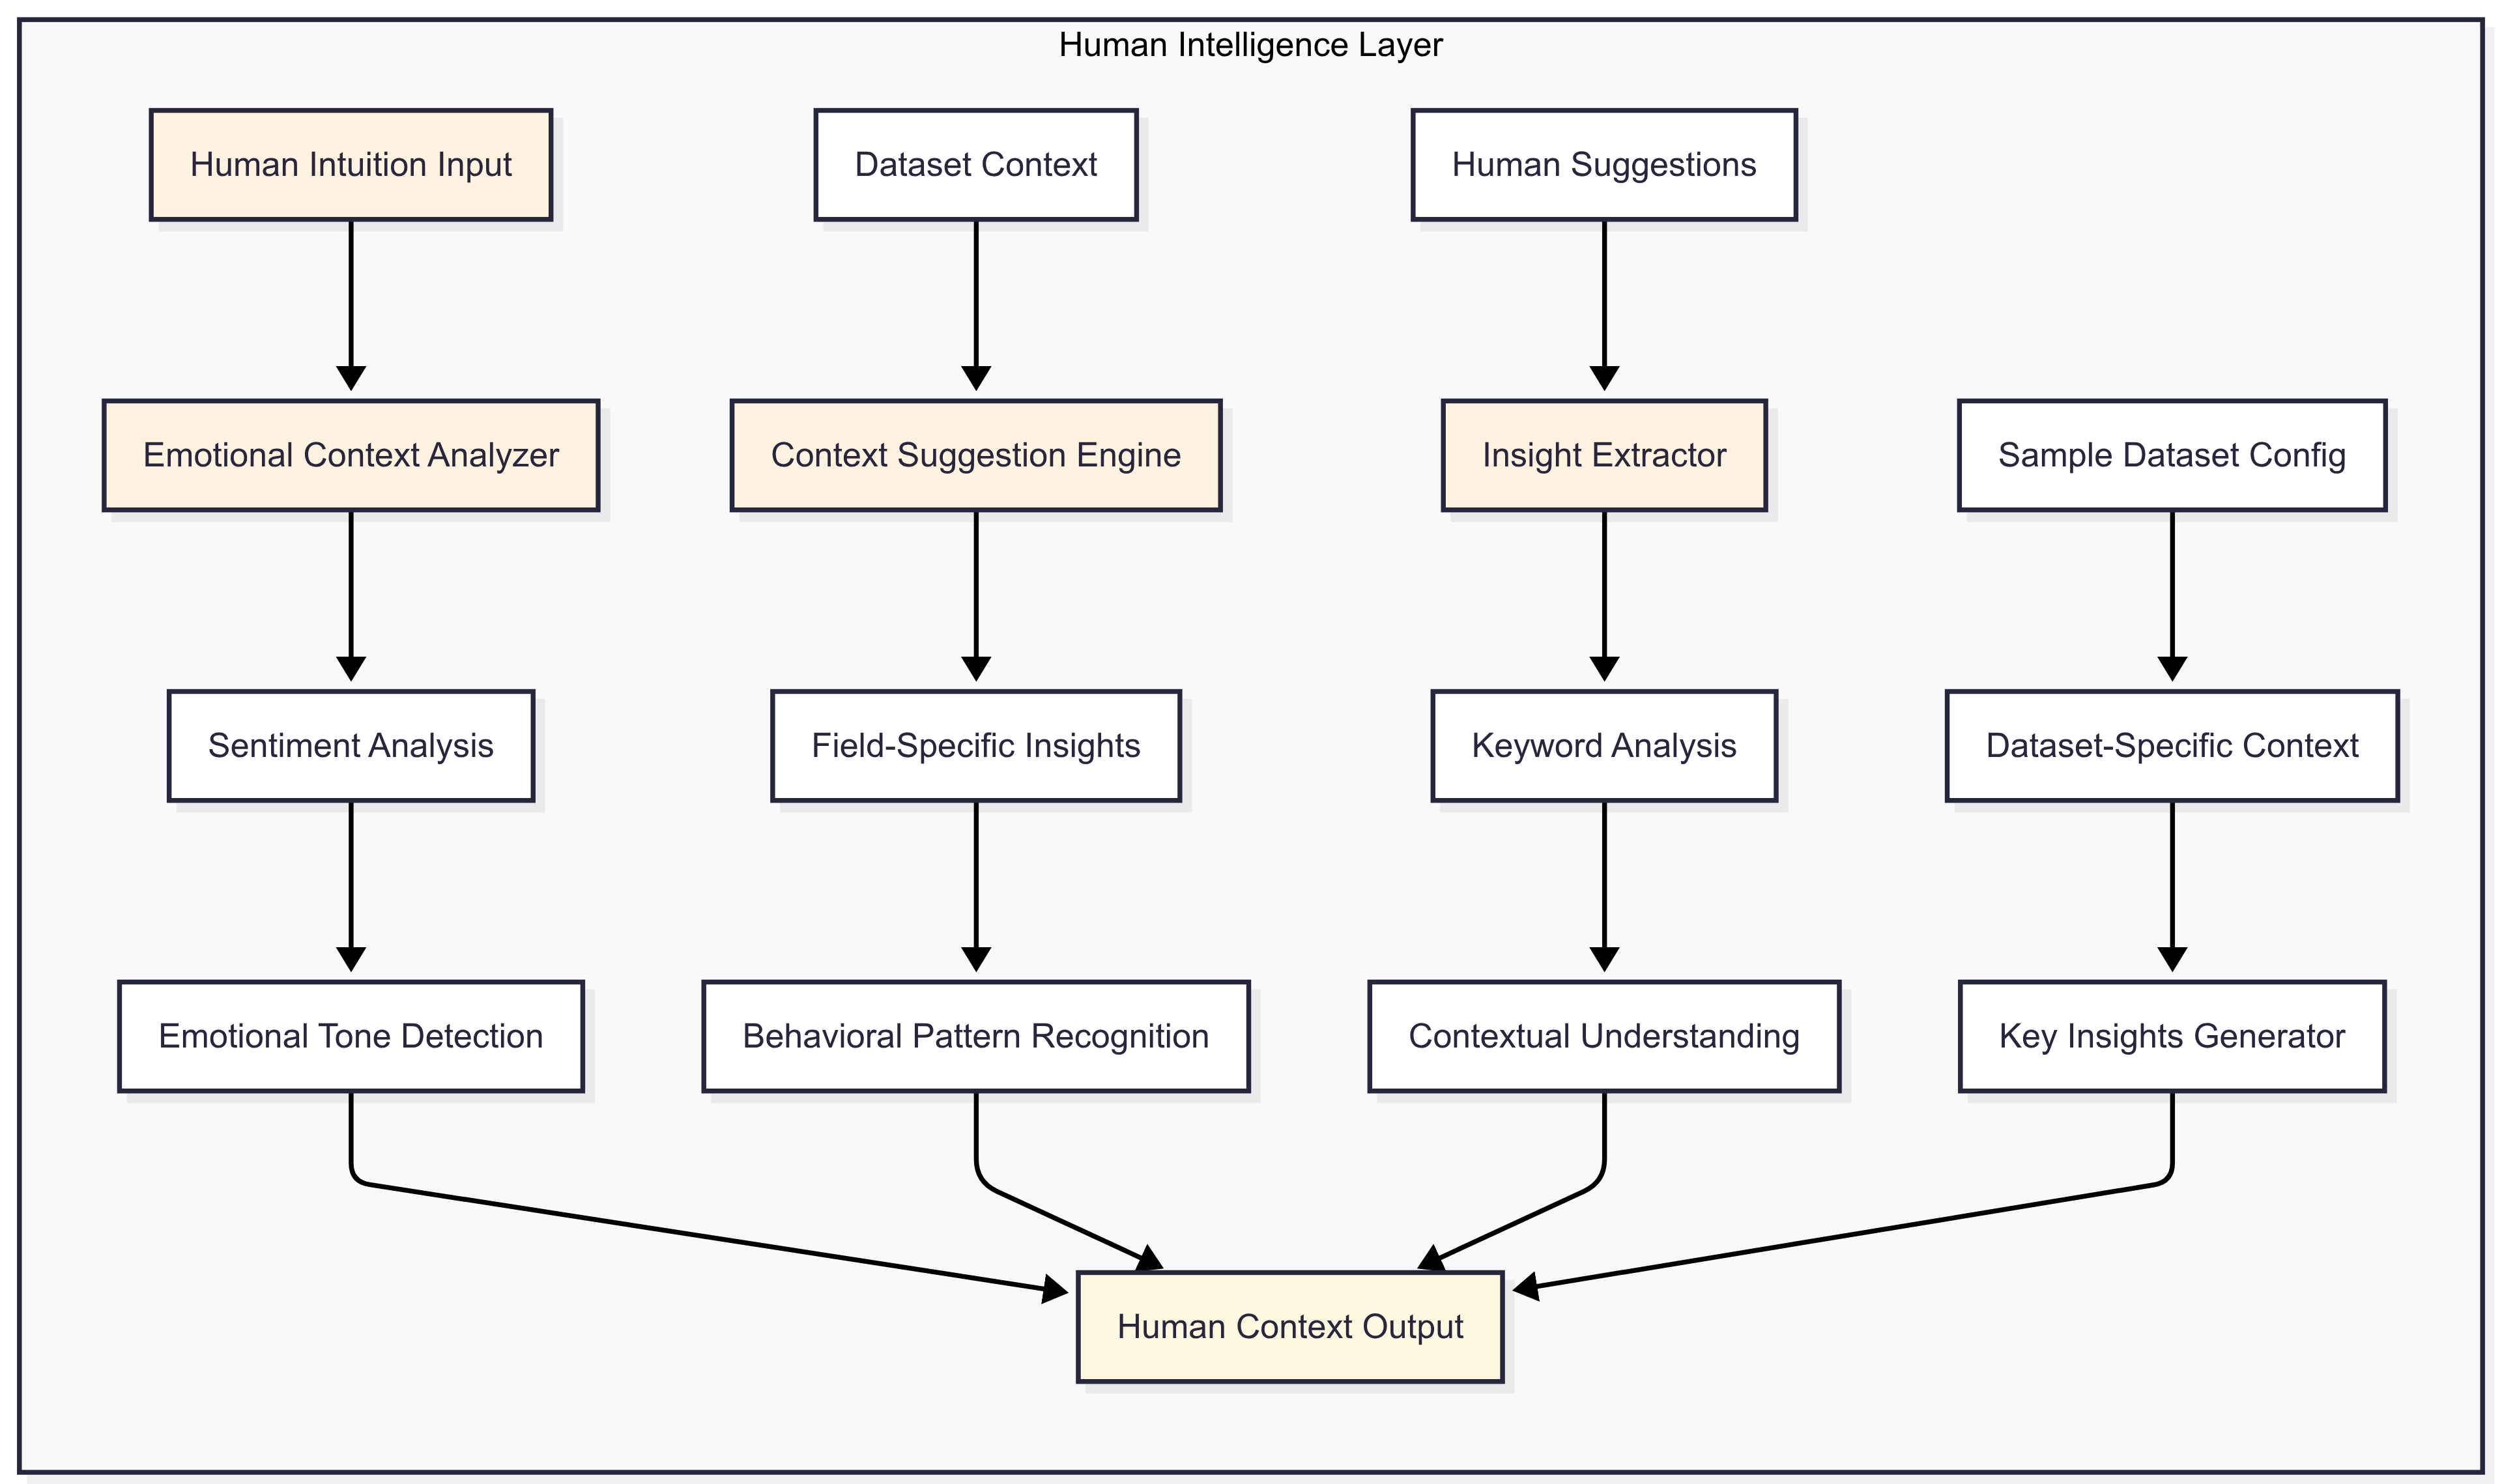 Human Intelligence Layer
Human Intuition Input
Dataset Context
Human Suggestions
Emotional Context Analyzer
Context Suggestion Engine
Insight Extractor
Sample Dataset Config
Sentiment Analysis
Field-Specific Insights
Keyword Analysis
Dataset-Specific Context
Emotional Tone Detection
Behavioral Pattern Recognition
Contextual Understanding
Key Insights Generator
Human Context Output